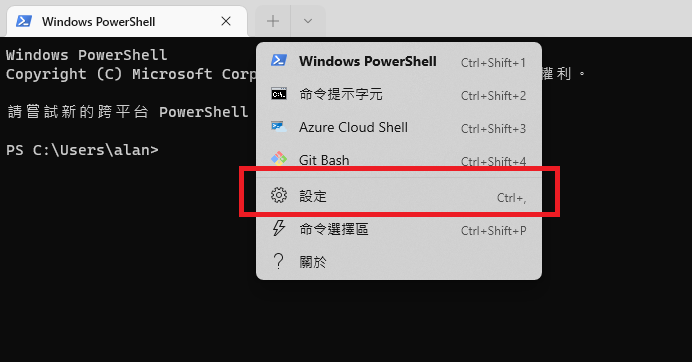 Windows PowerShell
Windows PowerShell
Copyright (C) Microsoft Corp
權利。
請嘗試新的跨平台 PowerShell
PS C:\Users\alan>
Windows PowerShell Ctrl+Shift+1
命令提示字元 Ctrl+Shift+2
Azure Cloud Shell Ctrl+Shift+3
Git Bash Ctrl+Shift+4
設定 Ctrl+,
命令選擇區 Ctrl+Shift+P
關於